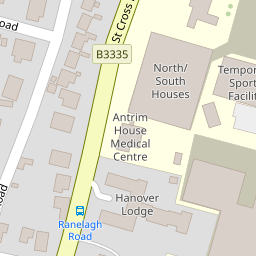 oad
St Cross
B3335
North/
South
Houses
Tempor
Sport
Facilit
Antrim
House
Medical
Centre
Hanover
Lodge
Ranelagh
Road
Road